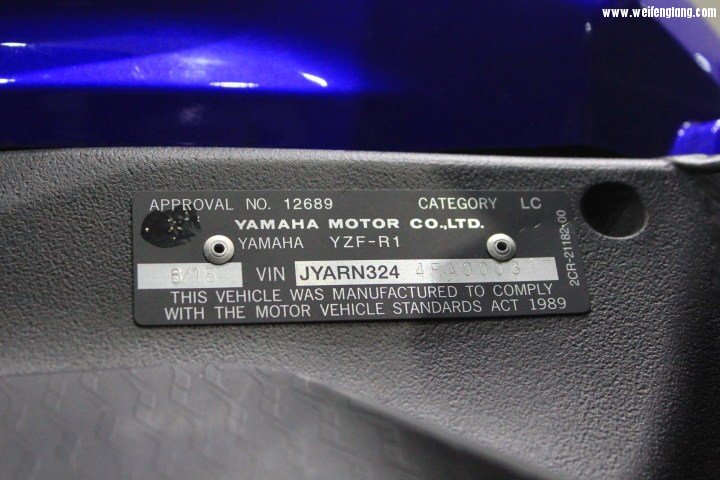 www.weifengtang.com
APPROVAL NO. 12689 CATEGORY LC
YAMAHA MOTOR CO.,LTD.
YAMAHA YZF-R1
6/15 VIN JYARN324 4FA000317
THIS VEHICLE WAS MANUFACTURED TO COMPLY
WITH THE MOTOR VEHICLE STANDARDS ACT 1989
2CR-21182-00